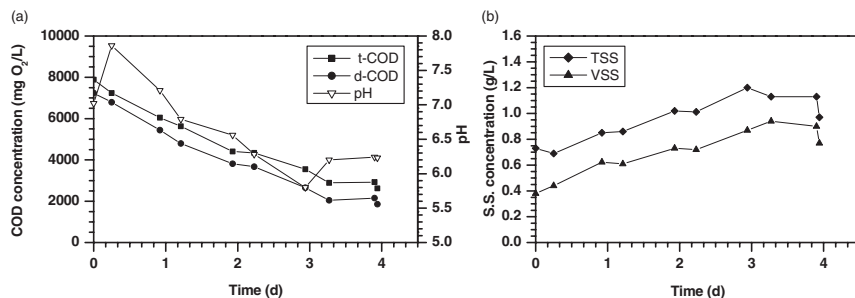 (a)
10000
8000
6000
4000
2000
0
COD concentration (mg O2/L)
t-COD
d-COD
pH
8.0
7.5
7.0
6.5
6.0
5.5
5.0
pH
0 1 2 3 4
Time (d)
(b)
1.6
1.4
1.2
1.0
0.8
0.6
0.4
0.2
0.0
S.S. concentration (g/L)
TSS
VSS
0 1 2 3 4
Time (d)